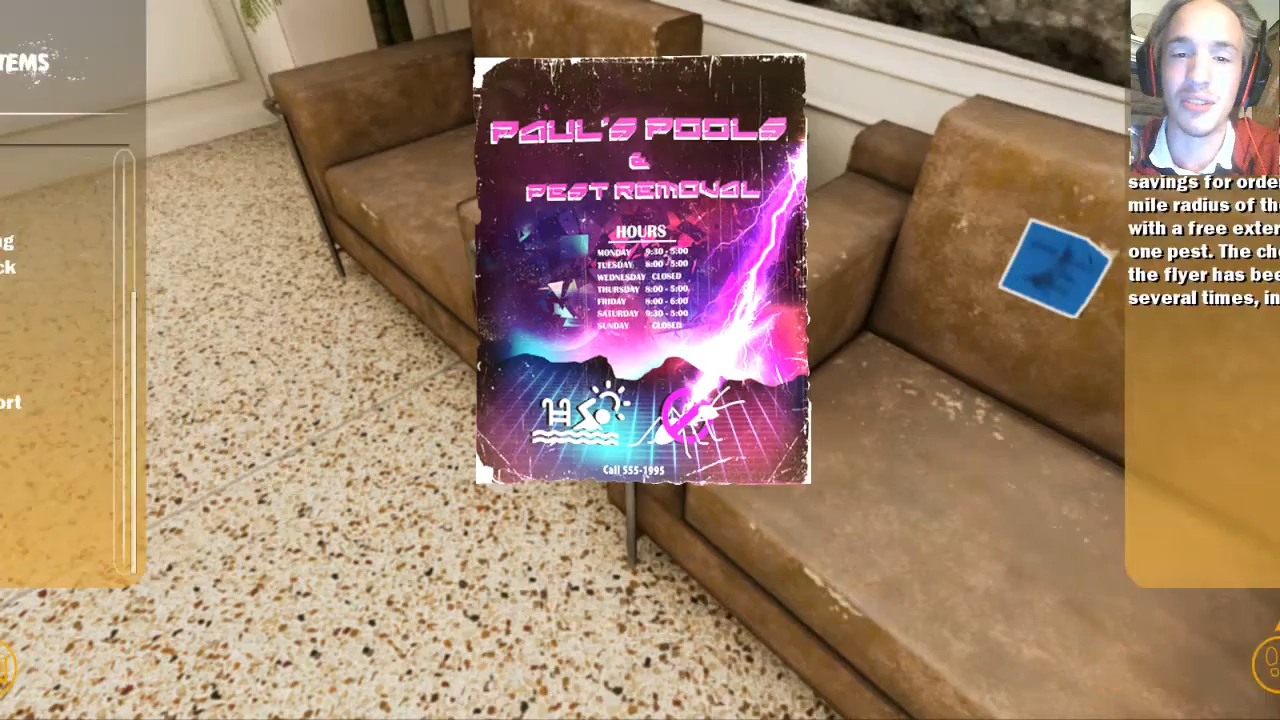 TEMS
ng
ck
ort
PAUL'S POOLS
&
PEST REMOVAL
HOURS
MONDAY 9:30 - 5:00
TUESDAY 8:00 - 5:00
WEDNESDAY CLOSED
THURSDAY 8:00 - 5:00
FRIDAY 8:00 - 6:00
SATURDAY 9:30 - 5:00
SUNDAY CLOSED
Call 555-1995
savings for orde
mile radius of the
with a free exter
one pest. The ch
the flyer has bee
several times, in